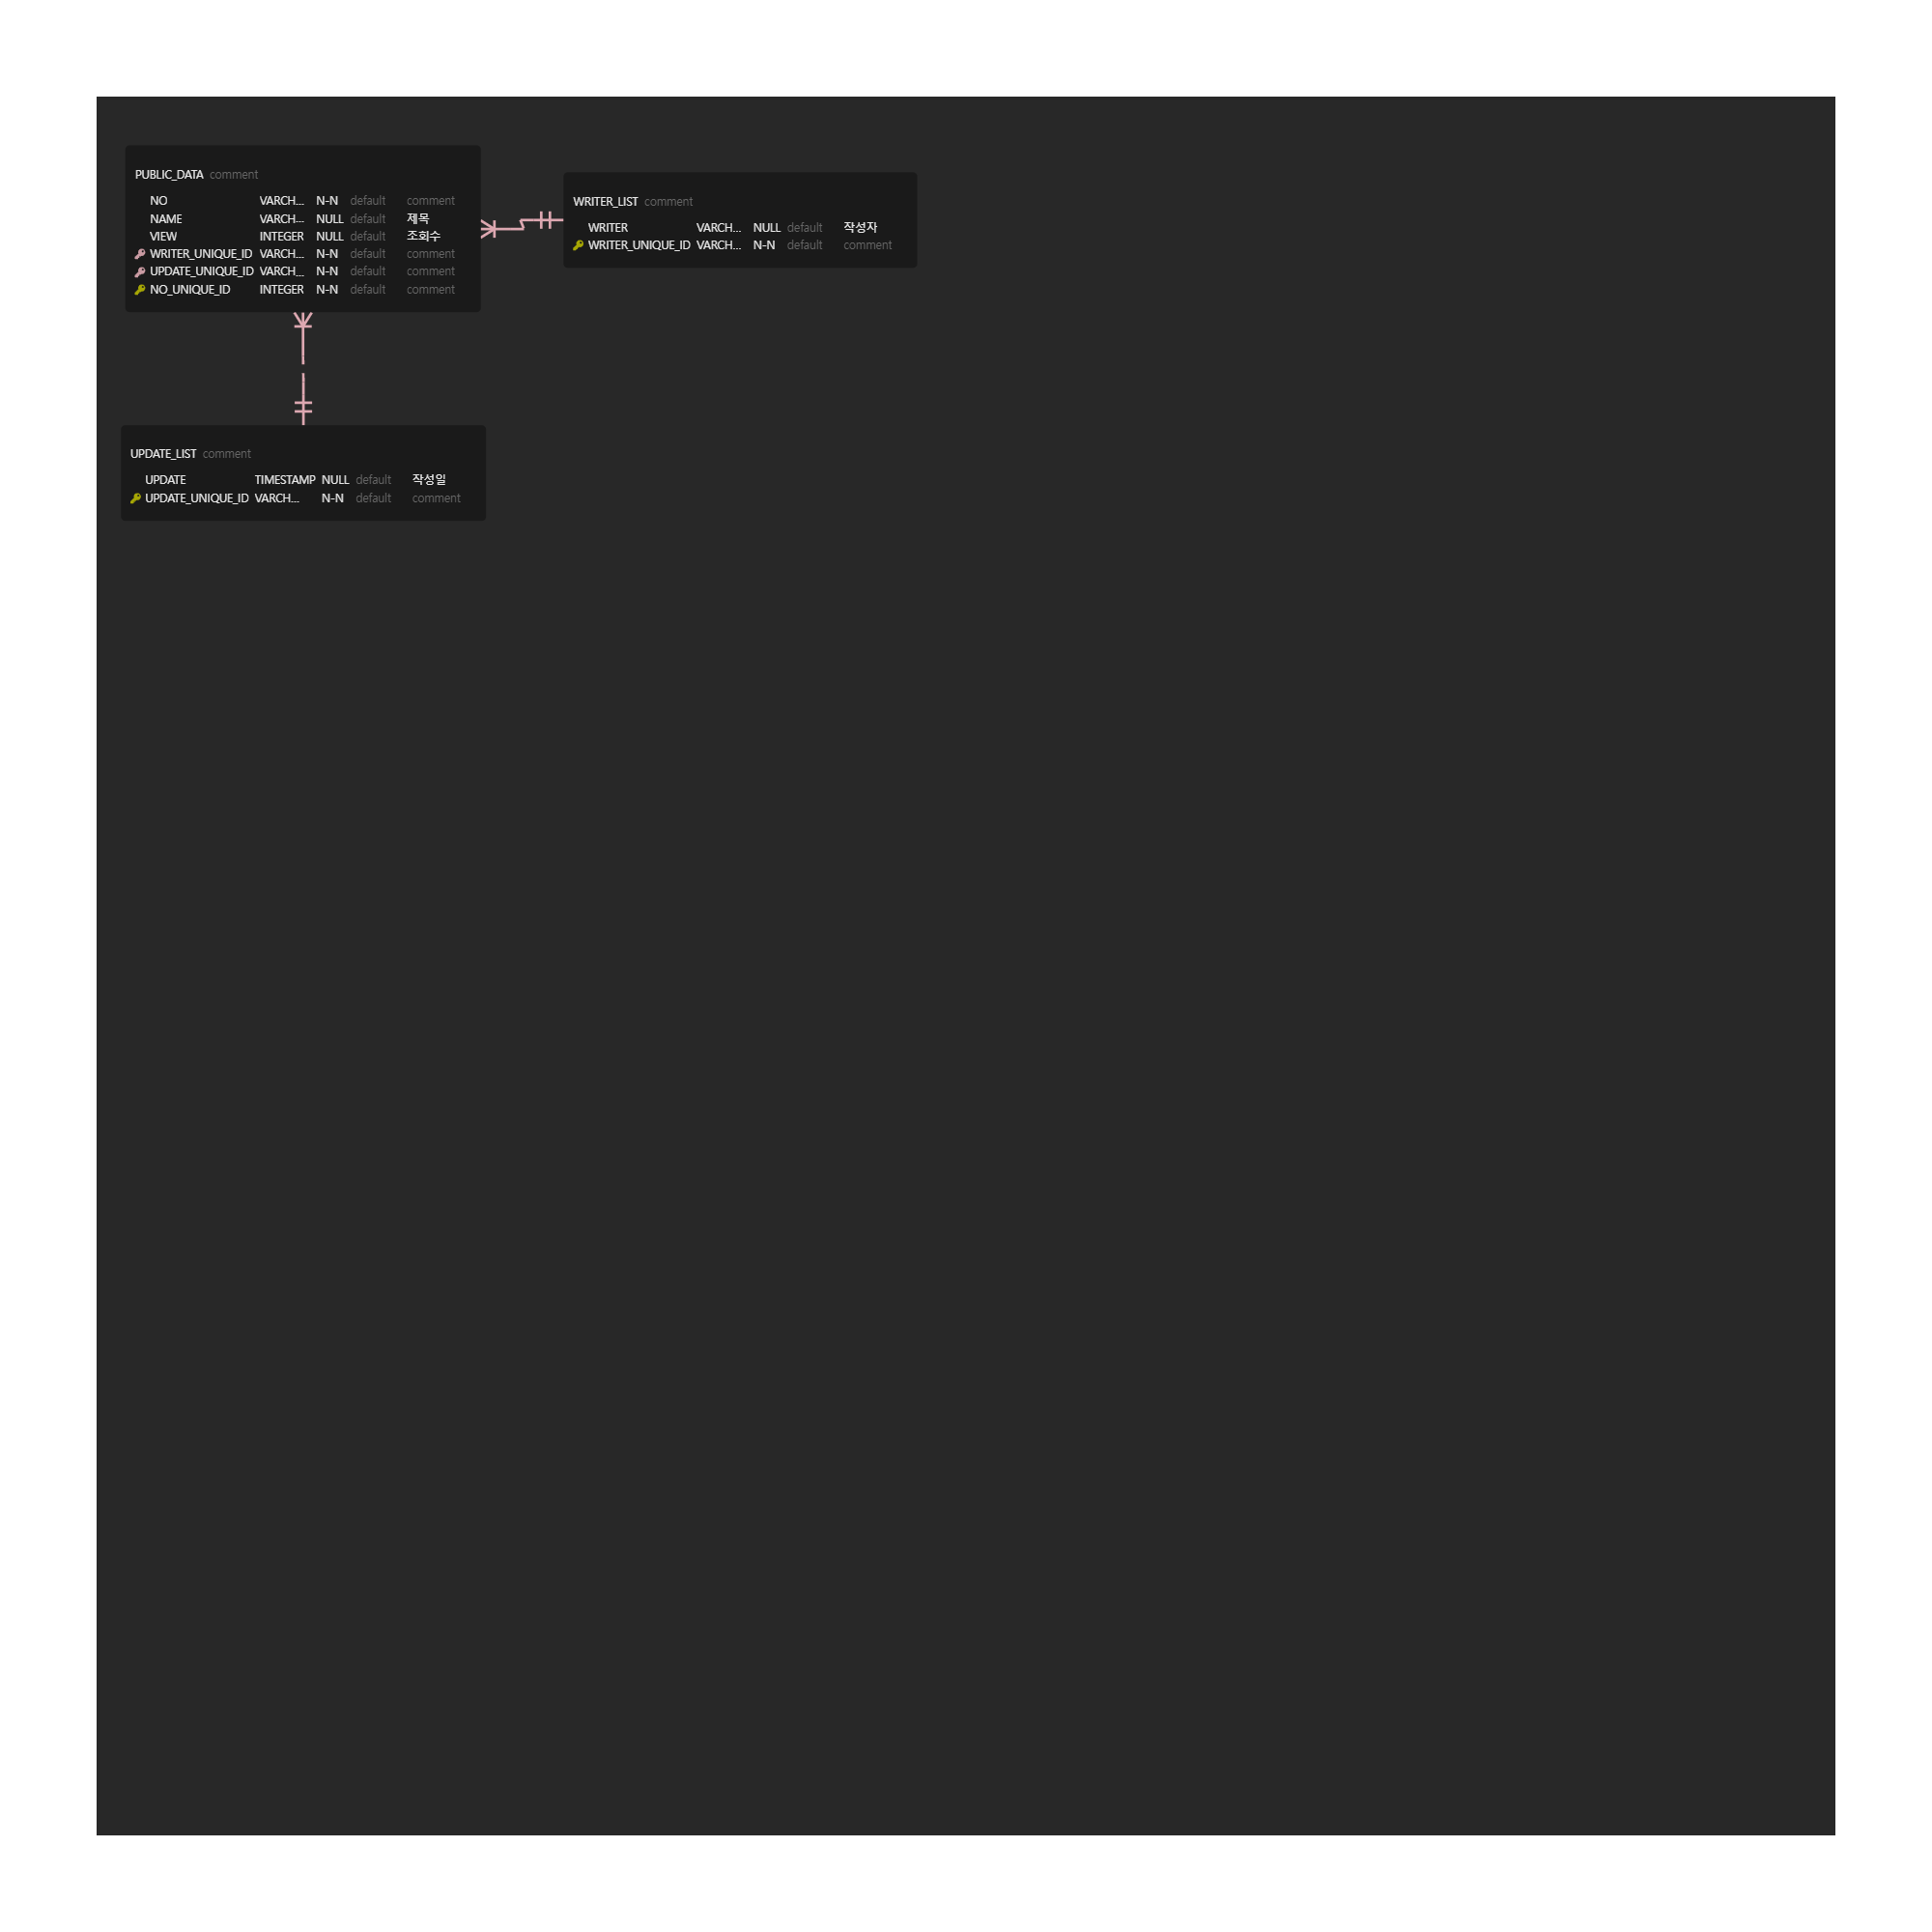 PUBLIC_DATA comment
NO VARCH... N-N default comment
NAME VARCH... NULL default 제목
VIEW INTEGER NULL default 조회수
WRITER_UNIQUE_ID VARCH... N-N default comment
UPDATE_UNIQUE_ID VARCH... N-N default comment
NO_UNIQUE_ID INTEGER N-N default comment
WRITER_LIST comment
WRITER VARCH... NULL default 작성자
WRITER_UNIQUE_ID VARCH... N-N default comment
UPDATE_LIST comment
UPDATE TIMESTAMP NULL default 작성일
UPDATE_UNIQUE_ID VARCH... N-N default comment